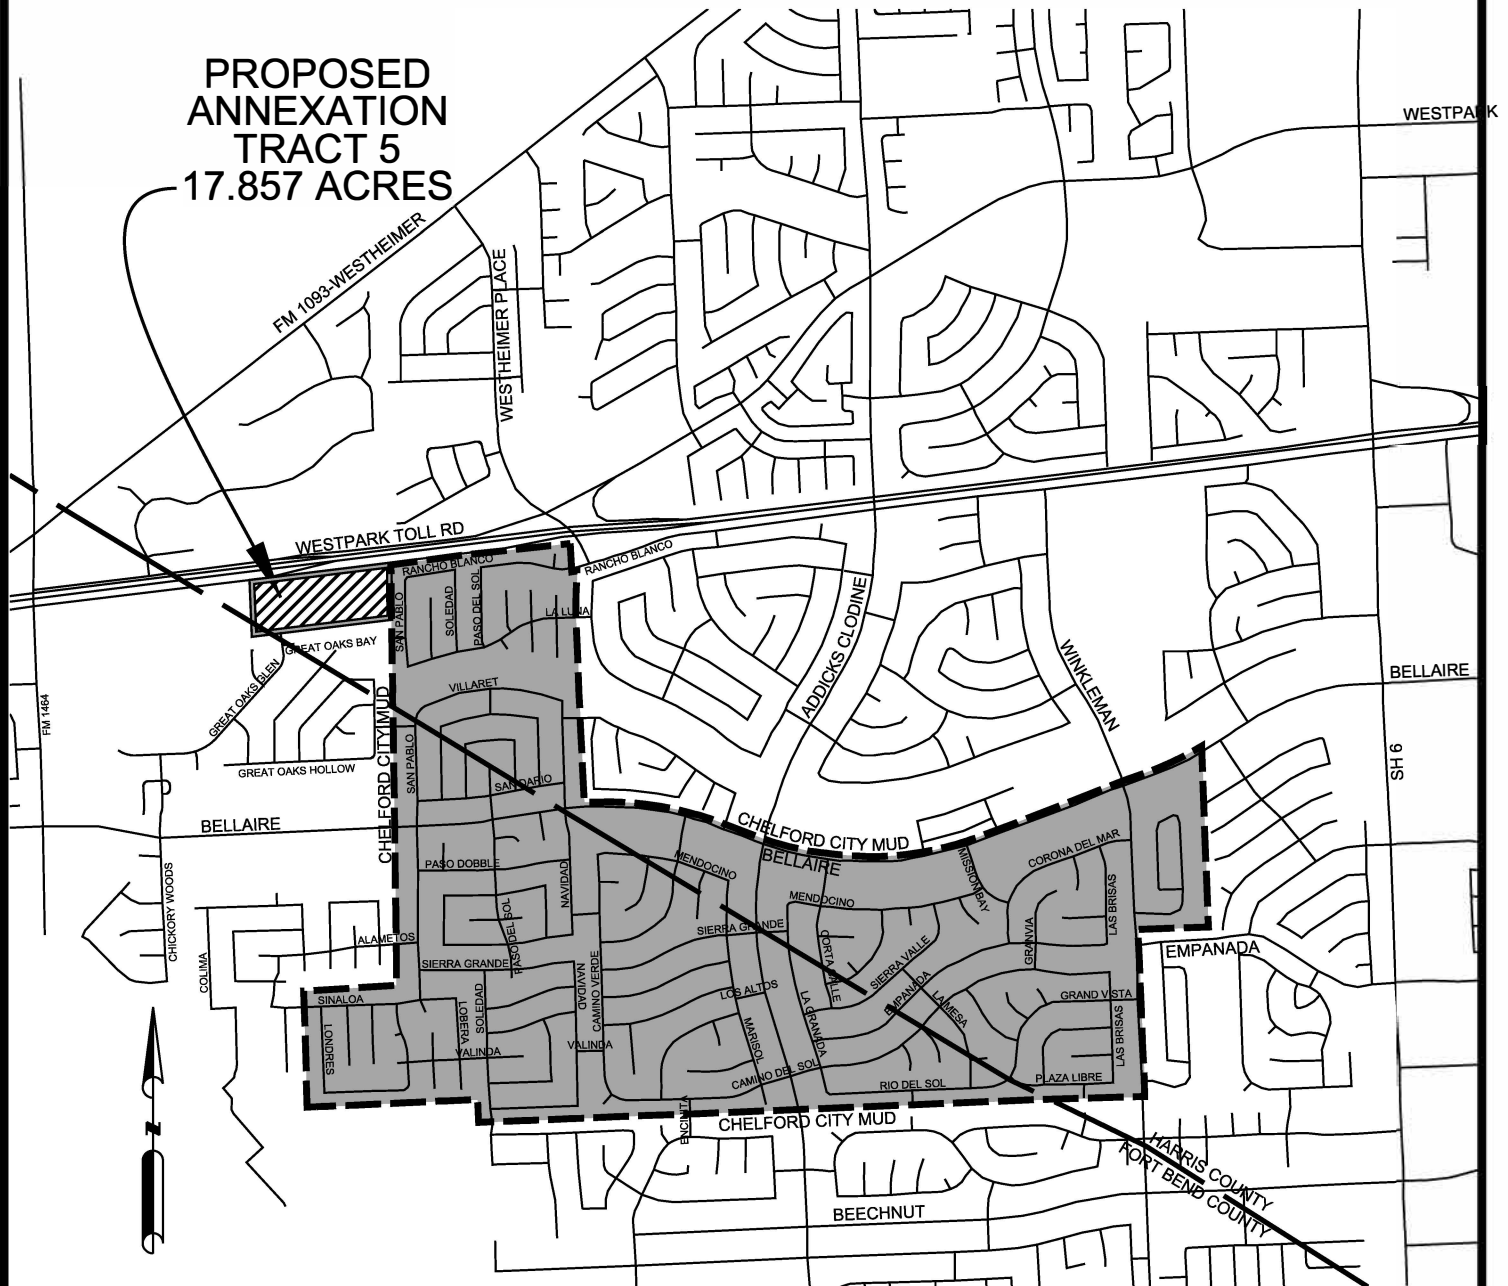 PROPOSED
ANNEXATION
TRACT 5
17.857 ACRES
WESTPARK
FM 1093-WESTHEIMER
WESTHEIMER PLACE
WESTPARK TOLL RD
RANCHO BLANCO
RANCHO BLANCO
SAN PABLO
SOLEDAD
PASO DEL SOL
LA LUNA
GREAT OAKS BAY
GREAT OAKS GLEN
ADDICKS CLODINE
WINKLEMAN
BELLAIRE
FM 1464
VILLARET
CHELFORD CITY MUD
SAN PABLO
SAN DARIO
GREAT OAKS HOLLOW
SH 6
BELLAIRE
CHELFORD CITY MUD
BELLAIRE
PASO DOBBLE
MENDOCINO
MISSION BAY
CORONA DEL MAR
CHICKORY WOODS
NAVIDAD
MENDOCINO
LAS BRISAS
PASO DEL SOL
SIERRA GRANDE
GRANVIA
ALAMETOS
CORTA VALLE
SIERRA VALLE
EMPANADA
COLIMA
SIERRA GRANDE
NAVIDAD
CAMINO VERDE
LOS ALTOS
EMPANADA
LA MESA
GRAND VISTA
SINALOA
LOBERA
SOLEDAD
LA GRANADA
LONDRES
VALINDA
VALINDA
MARISOL
LAS BRISAS
CAMINO DEL SOL
RIO DEL SOL
PLAZA LIBRE
ENCINITA
CHELFORD CITY MUD
N
HARRIS COUNTY
FORT BEND COUNTY
BEECHNUT